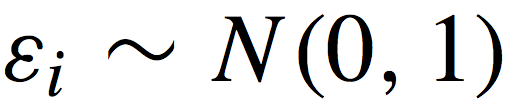 εᵢ ~ N(0, 1)